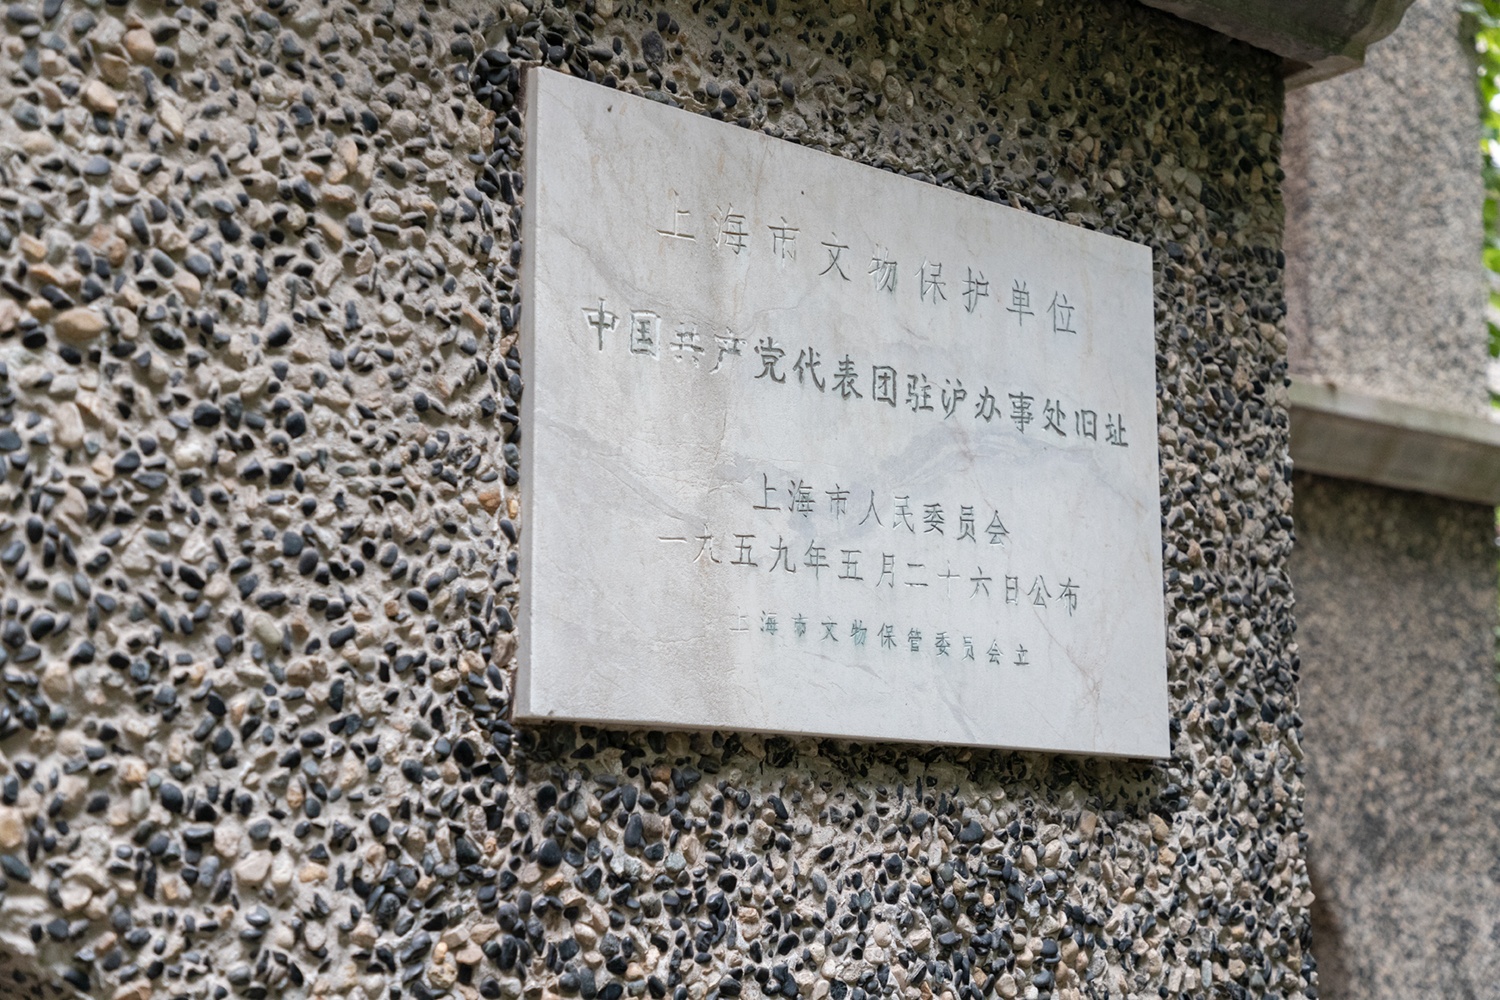 上海市文物保护单位
中国共产党代表团驻沪办事处旧址
上海市人民委员会
一九五九年五月二十六日公布
上海市文物保管委员会立